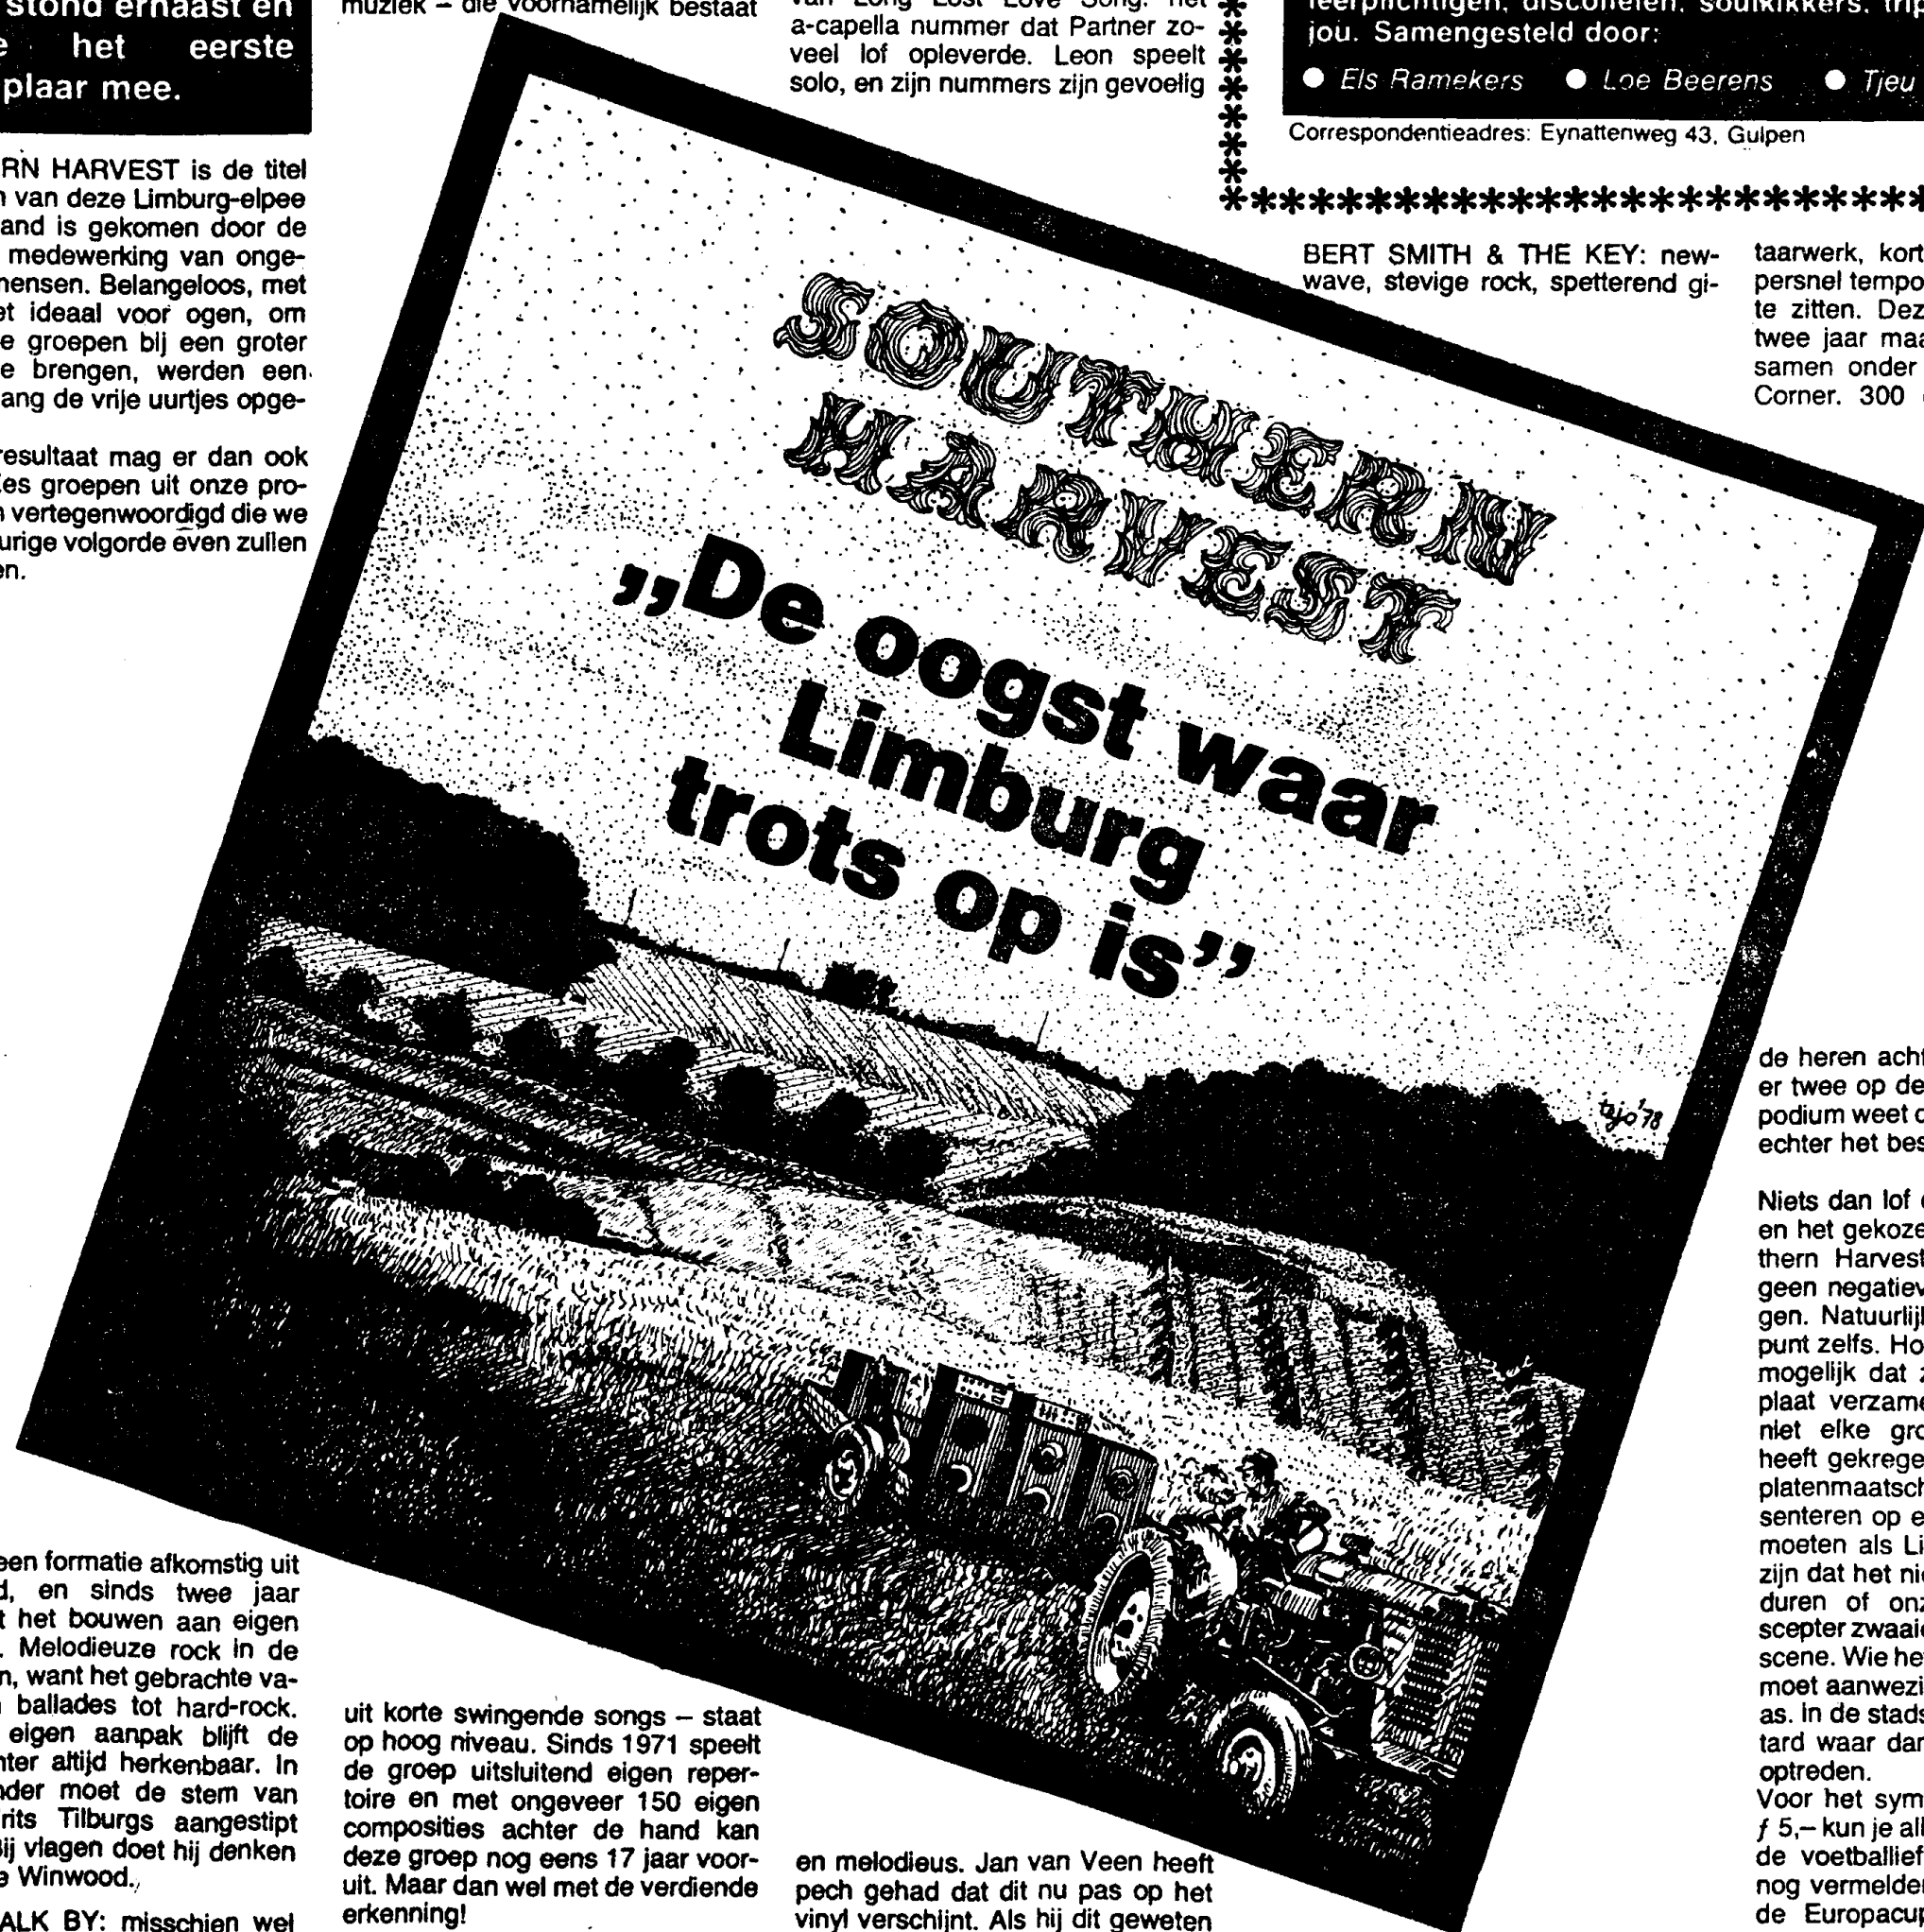 stond ernaast en
het eerste
plaar mee.
RN HARVEST is de titel
van deze Limburg-elpee
and is gekomen door de
medewerking van onge-
mensen. Belangeloos, met
et ideaal voor ogen, om
e groepen bij een groter
e brengen, werden een
ang de vrije uurtjes opge-
resultaat mag er dan ook
es groepen uit onze pro-
vertegenwoordigd die we
urige volgorde even zullen
en.
een formatie afkomstig uit
d, en sinds twee jaar
t het bouwen aan eigen
. Melodieuze rock in de
n, want het gebrachte va-
ballades tot hard-rock.
eigen aanpak blijft de
hter altijd herkenbaar. In
nder moet de stem van
rits Tilburgs aangestipt
Bij vlagen doet hij denken
e Winwood.
ALK BY: misschien wel
muziek – die voornamelijk bestaat
SOUTHERN
HARVEST
„De oogst waar
Limburg
trots op is”
tajo '78
uit korte swingende songs – staat
op hoog niveau. Sinds 1971 speelt
de groep uitsluitend eigen reper-
toire en met ongeveer 150 eigen
composities achter de hand kan
deze groep nog eens 17 jaar voor-
uit. Maar dan wel met de verdiende
erkenning!
van Long Lost Love Song: het
a-capella nummer dat Partner zo-
veel lof opleverde. Leon speelt
solo, en zijn nummers zijn gevoelig
en melodieus. Jan van Veen heeft
pech gehad dat dit nu pas op het
vinyl verschijnt. Als hij dit geweten
leerplichtigen, discofielen, soulkikkers, trip
jou. Samengesteld door:
● Els Ramekers ● Loe Beerens ● Tjeu
Correspondentieadres: Eynattenweg 43, Gulpen
BERT SMITH & THE KEY: new-
wave, stevige rock, spetterend gi-
taarwerk, kort
persnel tempo
te zitten. Dez
twee jaar maa
samen onder
Corner. 300
de heren acht
er twee op de
podium weet d
echter het bes
Niets dan lof
en het gekoze
thern Harvest
geen negatiev
gen. Natuurlijk
punt zelfs. Ho
mogelijk dat z
plaat verzame
niet elke gro
heeft gekrege
platenmaatsch
senteren op e
moeten als Li
zijn dat het nie
duren of onz
scepter zwaaie
scene. Wie het
moet aanwezi
as. in de stads
tard waar dan
optreden.
Voor het sym
ƒ 5,– kun je all
de voetballief
nog vermelden
de Europacup